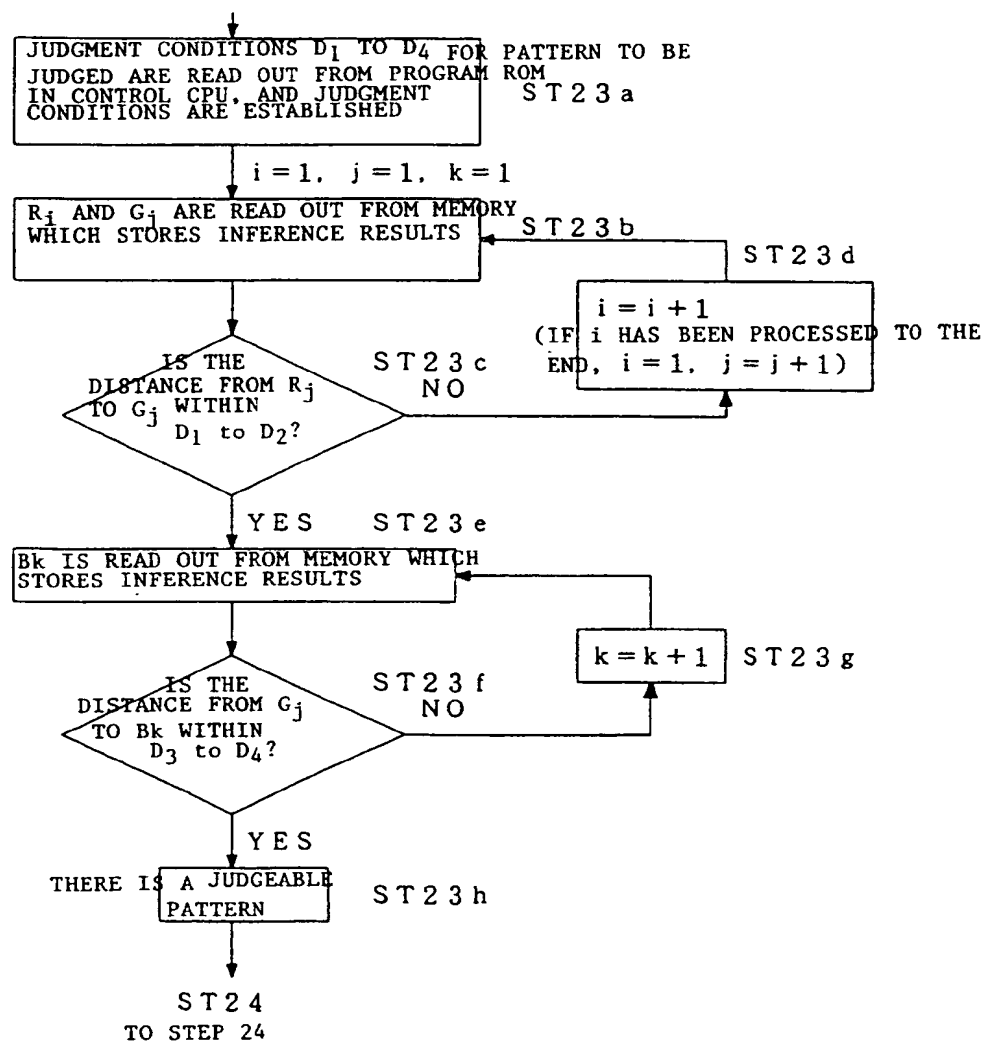 JUDGMENT CONDITIONS D1 TO D4 FOR PATTERN TO BE
JUDGED ARE READ OUT FROM PROGRAM ROM
IN CONTROL CPU, AND JUDGMENT
CONDITIONS ARE ESTABLISHED
ST23a
i=1, j=1, k=1
Ri AND Gj ARE READ OUT FROM MEMORY
WHICH STORES INFERENCE RESULTS
ST23b
ST23d
i=i+1
(IF i HAS BEEN PROCESSED TO THE
END, i=1, j=j+1)
IS THE
DISTANCE FROM Rj
TO Gj WITHIN
D1 to D2?
ST23c
NO
YES
ST23e
Bk IS READ OUT FROM MEMORY WHICH
STORES INFERENCE RESULTS
k=k+1
ST23g
IS THE
DISTANCE FROM Gj
TO Bk WITHIN
D3 to D4?
ST23f
NO
YES
THERE IS A JUDGEABLE
PATTERN
ST23h
ST24
TO STEP 24